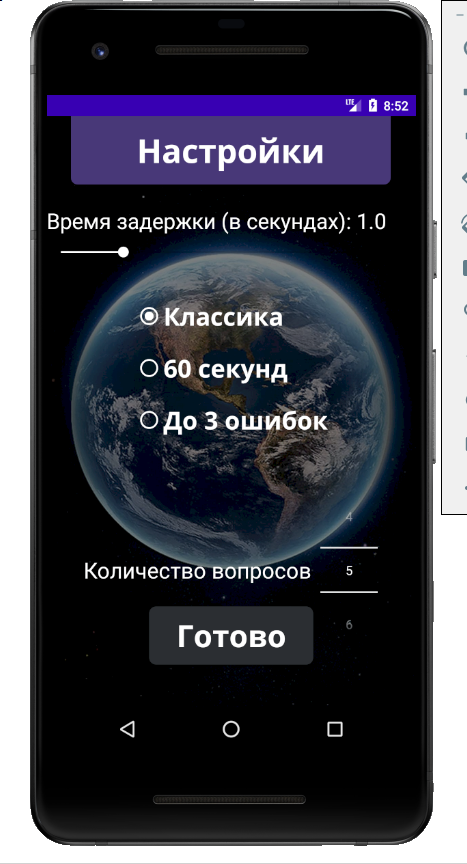 LTE 8:52
Настройки
Время задержки (в секундах): 1.0
Классика
60 секунд
До 3 ошибок
4
Количество вопросов 5
6
Готово